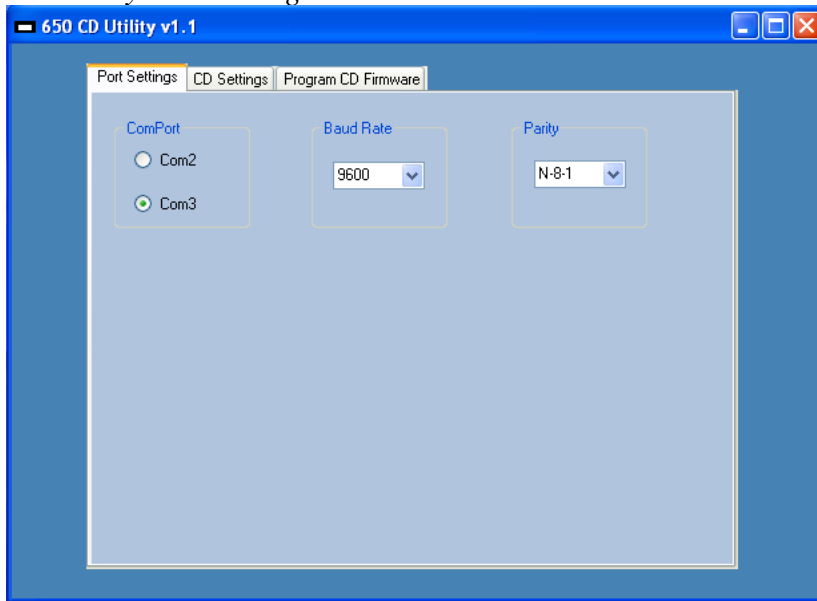 650 CD Utility v1.1
Port Settings CD Settings Program CD Firmware
ComPort Baud Rate Parity
Com2
9600 N-8-1
Com3